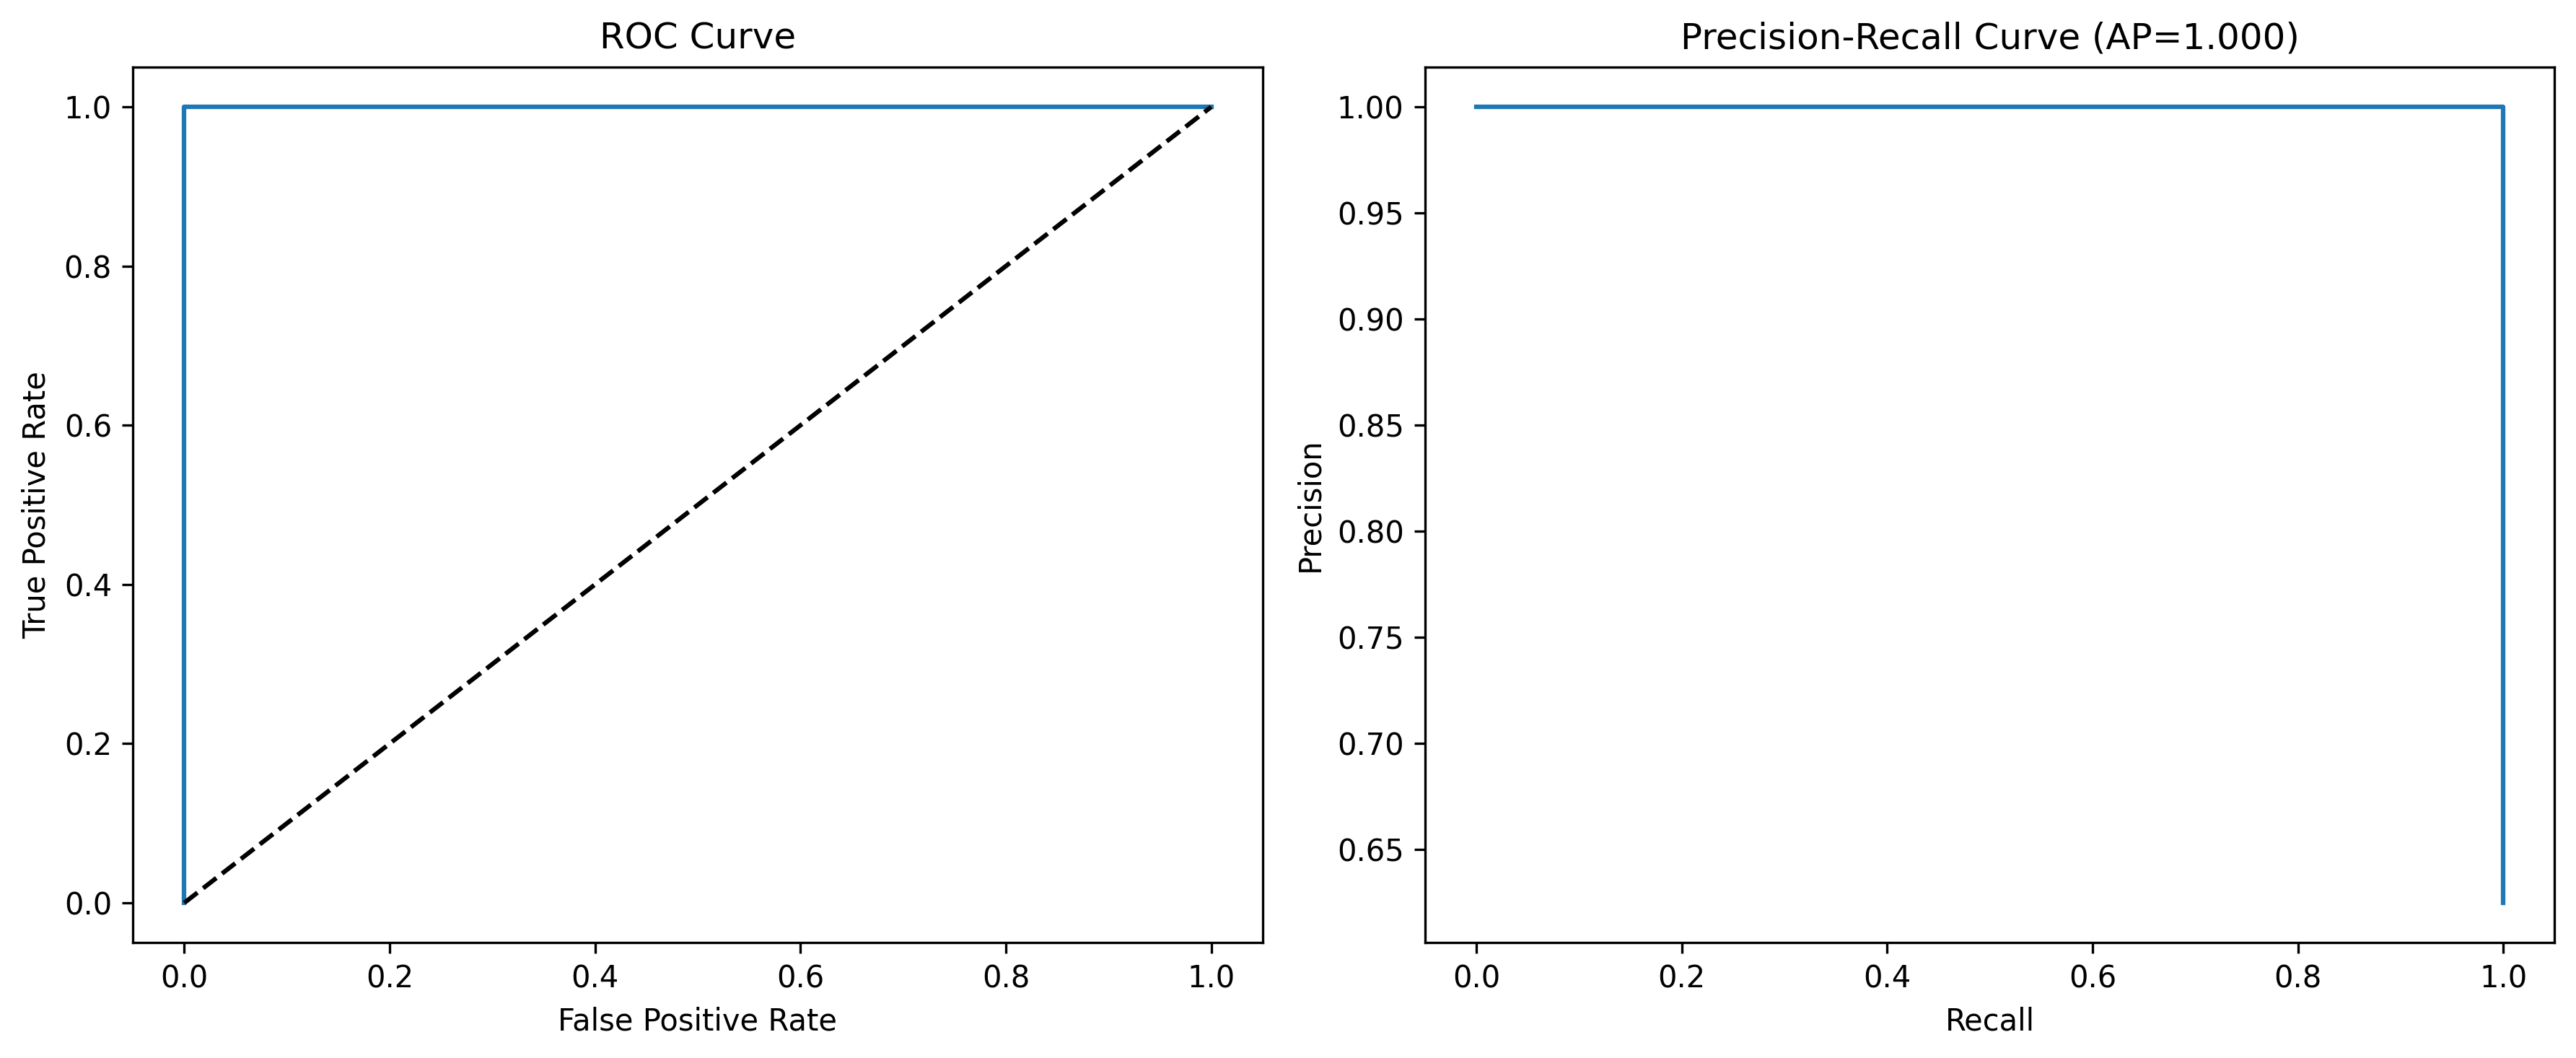 ROC Curve
True Positive Rate
1.0
0.8
0.6
0.4
0.2
0.0
0.0 0.2 0.4 0.6 0.8 1.0
False Positive Rate
Precision-Recall Curve (AP=1.000)
Precision
1.00
0.95
0.90
0.85
0.80
0.75
0.70
0.65
0.0 0.2 0.4 0.6 0.8 1.0
Recall